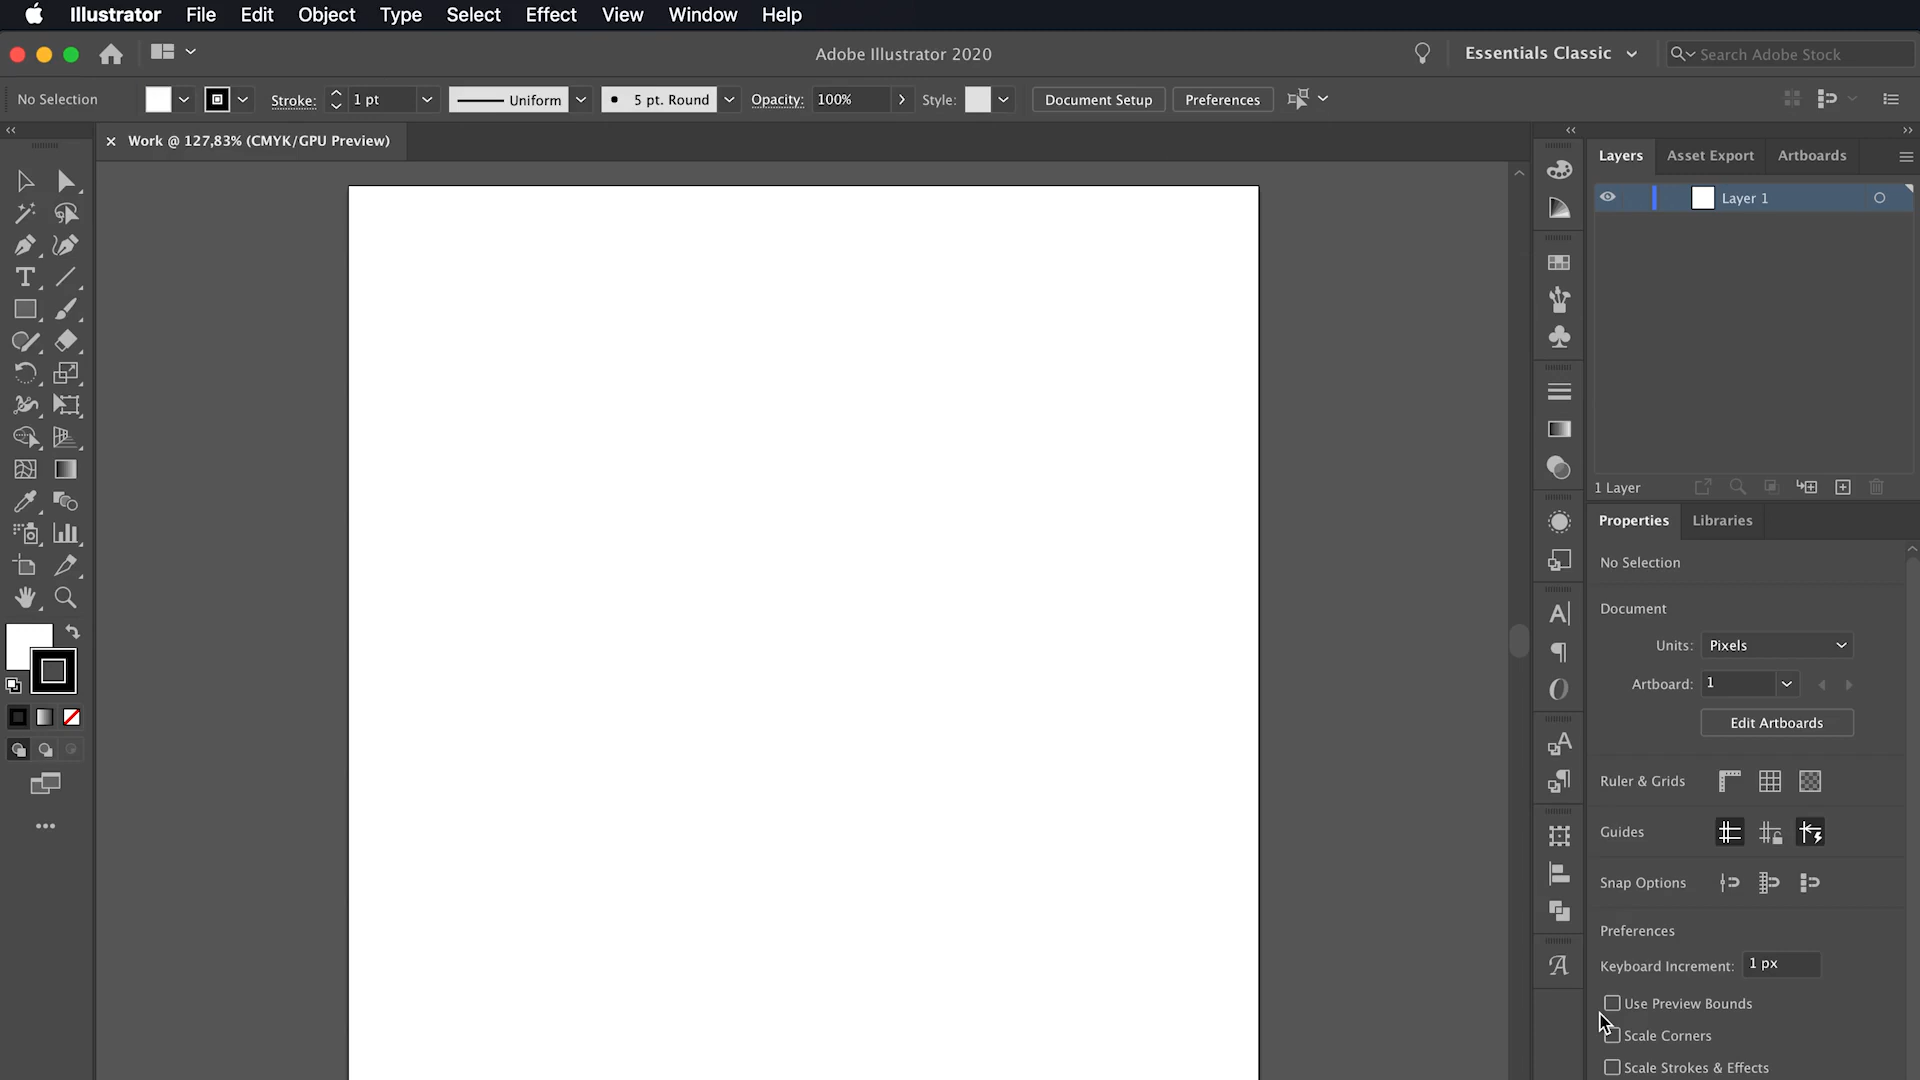 Illustrator File Edit Object Type Select Effect View Window Help
Adobe Illustrator 2020
Essentials Classic
Search Adobe Stock
No Selection
Stroke: 1 pt
Uniform
5 pt. Round
Opacity: 100%
Style:
Document Setup
Preferences
× Work @ 127,83% (CMYK/GPU Preview)
Layers Asset Export Artboards
Layer 1
1 Layer
Properties Libraries
No Selection
Document
Units: Pixels
Artboard: 1
Edit Artboards
Ruler & Grids
Guides
Snap Options
Preferences
Keyboard Increment: 1 px
Use Preview Bounds
Scale Corners
Scale Strokes & Effects